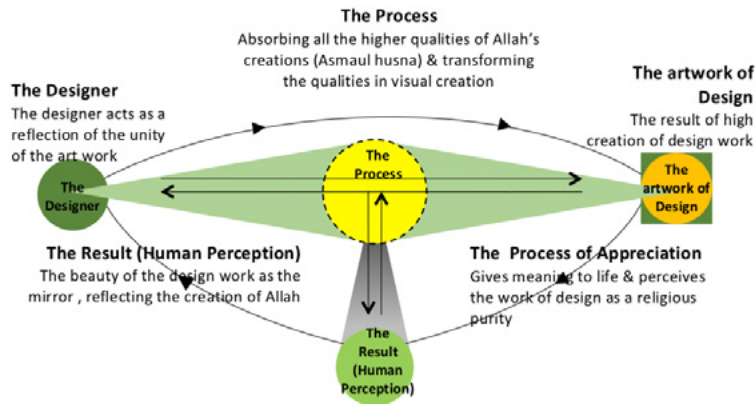 The Process
Absorbing all the higher qualities of Allah's
creations (Asmaul husna) & transforming
the qualities in visual creation
The Designer
The designer acts as a
reflection of the unity
of the art work
The artwork of
Design
The result of high
creation of design work
The
Process
The
Designer
The
artwork of
Design
The Result (Human Perception)
The beauty of the design work as the
mirror , reflecting the creation of Allah
The Process of Appreciation
Gives meaning to life & perceives
the work of design as a religious
purity
The
Result
(Human
Perception)